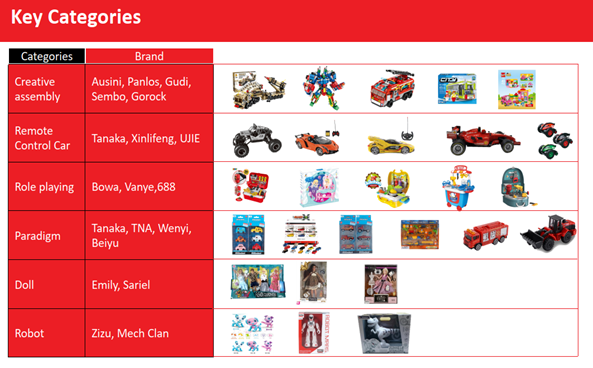 Key Categories
Categories
Brand
Creative
assembly
Ausini, Panlos, Gudi,
Sembo, Gorock
Remote
Control Car
Tanaka, Xinlifeng, UJIE
Role playing
Bowa, Vanye,688
Paradigm
Tanaka, TNA, Wenyi,
Beiyu
Doll
Emily, Sariel
Robot
Zizu, Mech Clan